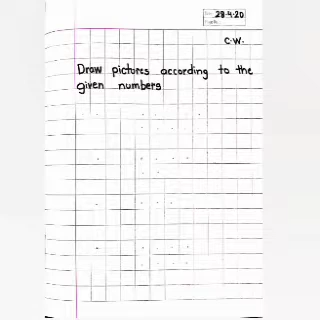 28.4.20
C.W.
Draw pictures according to the
given numbers